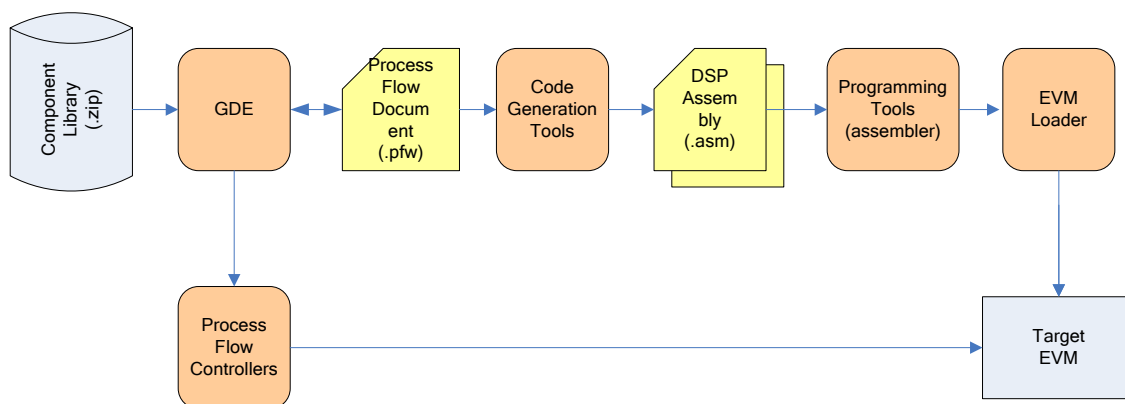 Component
Library
(.zip)
GDE
Process
Flow
Docum
ent
(.pfw)
Code
Generation
Tools
DSP
Assem
bly
(.asm)
Programming
Tools
(assembler)
EVM
Loader
Process
Flow
Controllers
Target
EVM